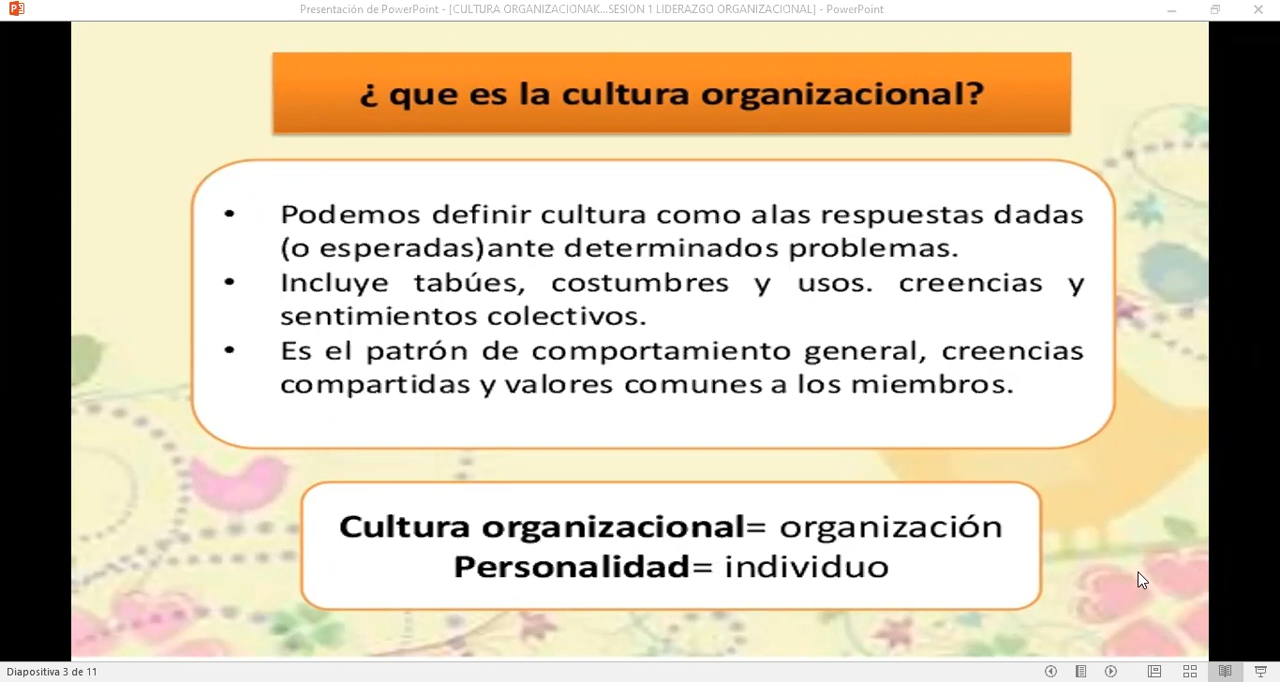 Presentación de PowerPoint - [CULTURA ORGANIZACIONAK...SESION 1 LIDERAZGO ORGANIZACIONAL] - PowerPoint
¿ que es la cultura organizacional?
• Podemos definir cultura como alas respuestas dadas
(o esperadas)ante determinados problemas.
• Incluye tabúes, costumbres y usos. creencias y
sentimientos colectivos.
• Es el patrón de comportamiento general, creencias
compartidas y valores comunes a los miembros.
Cultura organizacional= organización
Personalidad= individuo
Diapositiva 3 de 11